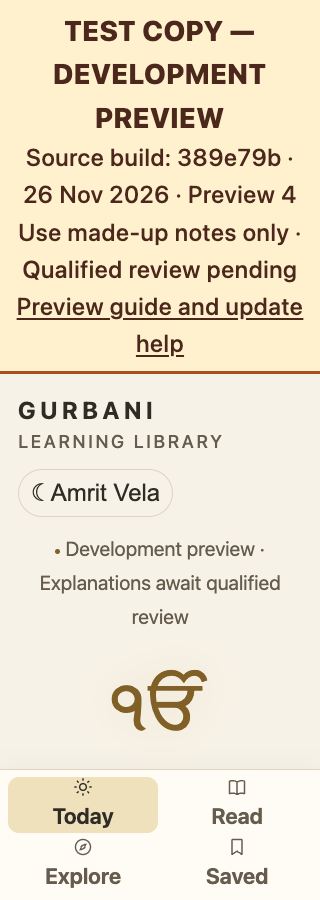 TEST COPY —
DEVELOPMENT
PREVIEW
Source build: 389e79b ·
26 Nov 2026 · Preview 4
Use made-up notes only ·
Qualified review pending
Preview guide and update
help
GURBANI
LEARNING LIBRARY
☾ Amrit Vela
• Development preview ·
Explanations await qualified
review
ੴ
Today
Read
Explore
Saved